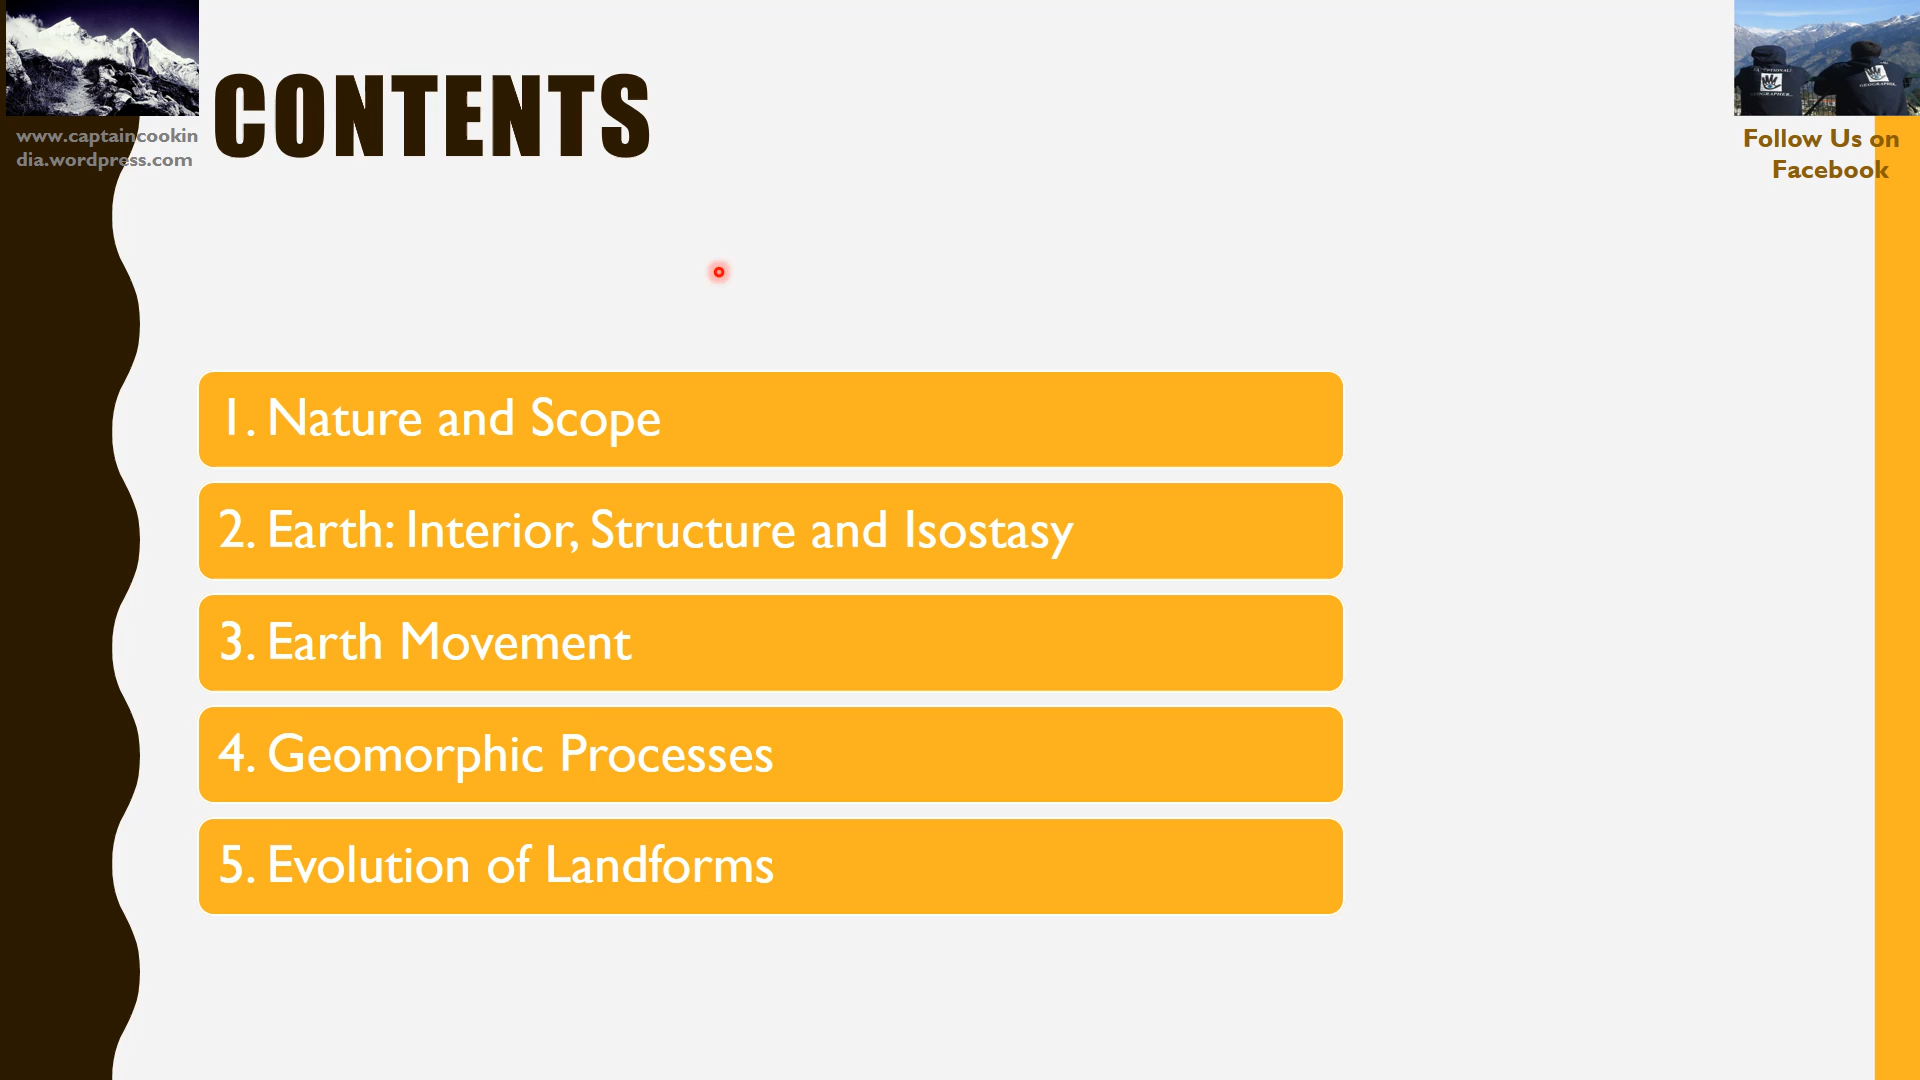 CONTENTS
www.captaincookin
dia.wordpress.com
Follow Us on
Facebook
1. Nature and Scope
2. Earth: Interior, Structure and Isostasy
3. Earth Movement
4. Geomorphic Processes
5. Evolution of Landforms